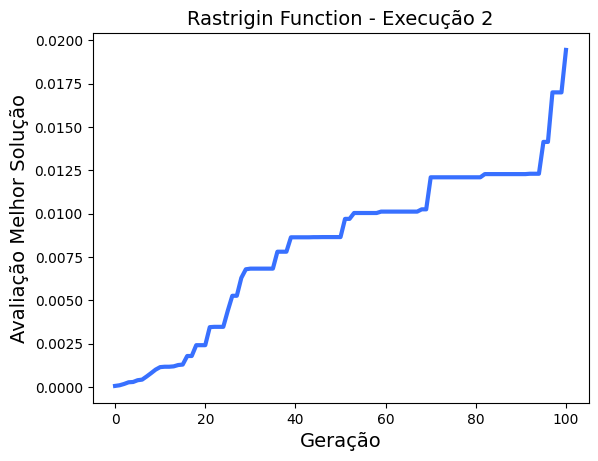 Rastrigin Function - Execução 2
Avaliação Melhor Solução
0.0200
0.0175
0.0150
0.0125
0.0100
0.0075
0.0050
0.0025
0.0000
0 20 40 60 80 100
Geração